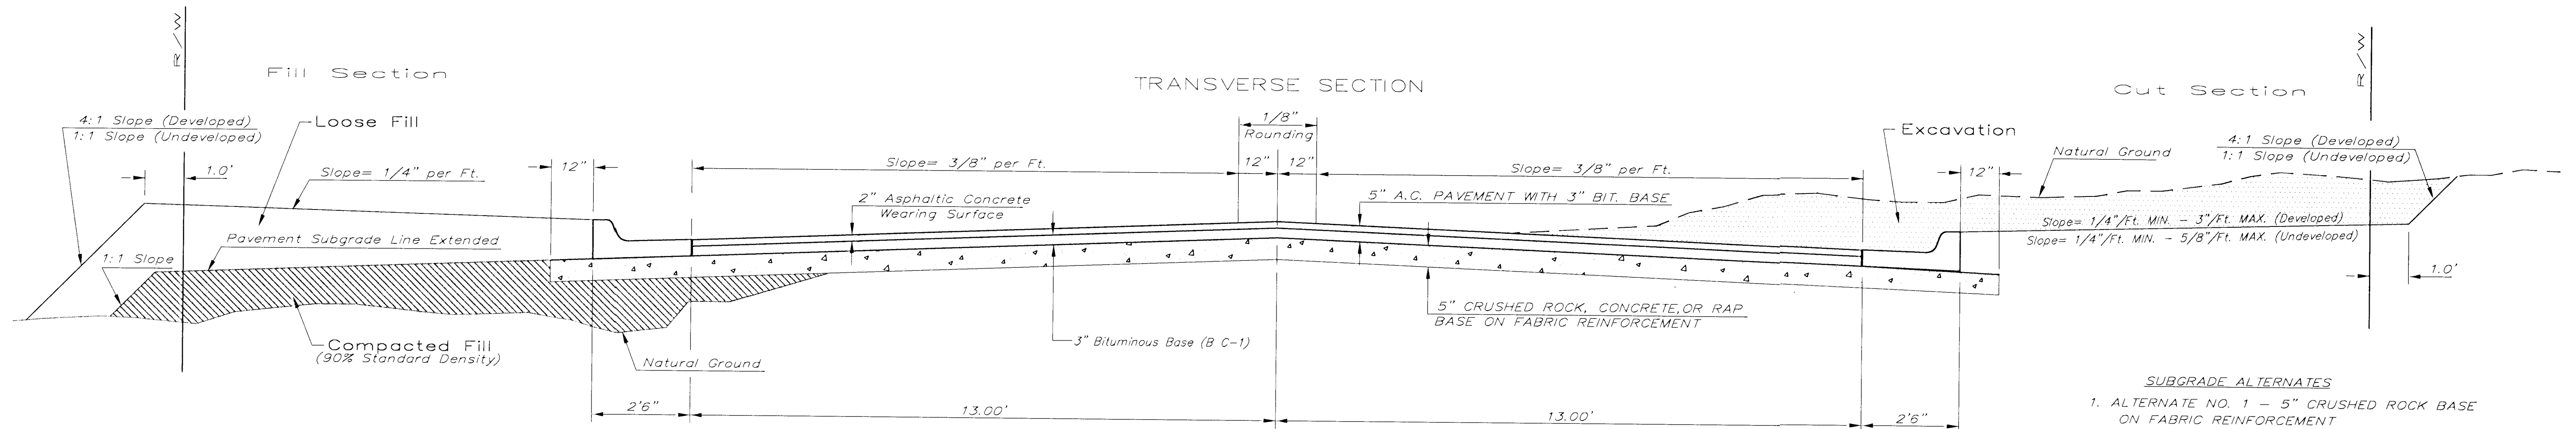 R/W
R/W
Fill Section
TRANSVERSE SECTION
Cut Section
4:1 Slope (Developed)
1:1 Slope (Undeveloped)
Loose Fill
1/8"
Rounding
Excavation
4:1 Slope (Developed)
1:1 Slope (Undeveloped)
Natural Ground
1.0'
Slope= 1/4" per Ft.
12"
Slope= 3/8" per Ft.
12"
12"
Slope= 3/8" per Ft.
12"
2" Asphaltic Concrete
Wearing Surface
5" A.C. PAVEMENT WITH 3" BIT. BASE
Slope= 1/4"/Ft. MIN. - 3"/Ft. MAX. (Developed)
Slope= 1/4"/Ft. MIN. - 5/8"/Ft. MAX. (Undeveloped)
Pavement Subgrade Line Extended
1:1 Slope
1.0'
5" CRUSHED ROCK, CONCRETE,OR RAP
BASE ON FABRIC REINFORCEMENT
Compacted Fill
(90% Standard Density)
3" Bituminous Base (B C-1)
Natural Ground
2'6"
13.00'
13.00'
2'6"
SUBGRADE ALTERNATES
1. ALTERNATE NO. 1 - 5" CRUSHED ROCK BASE
ON FABRIC REINFORCEMENT